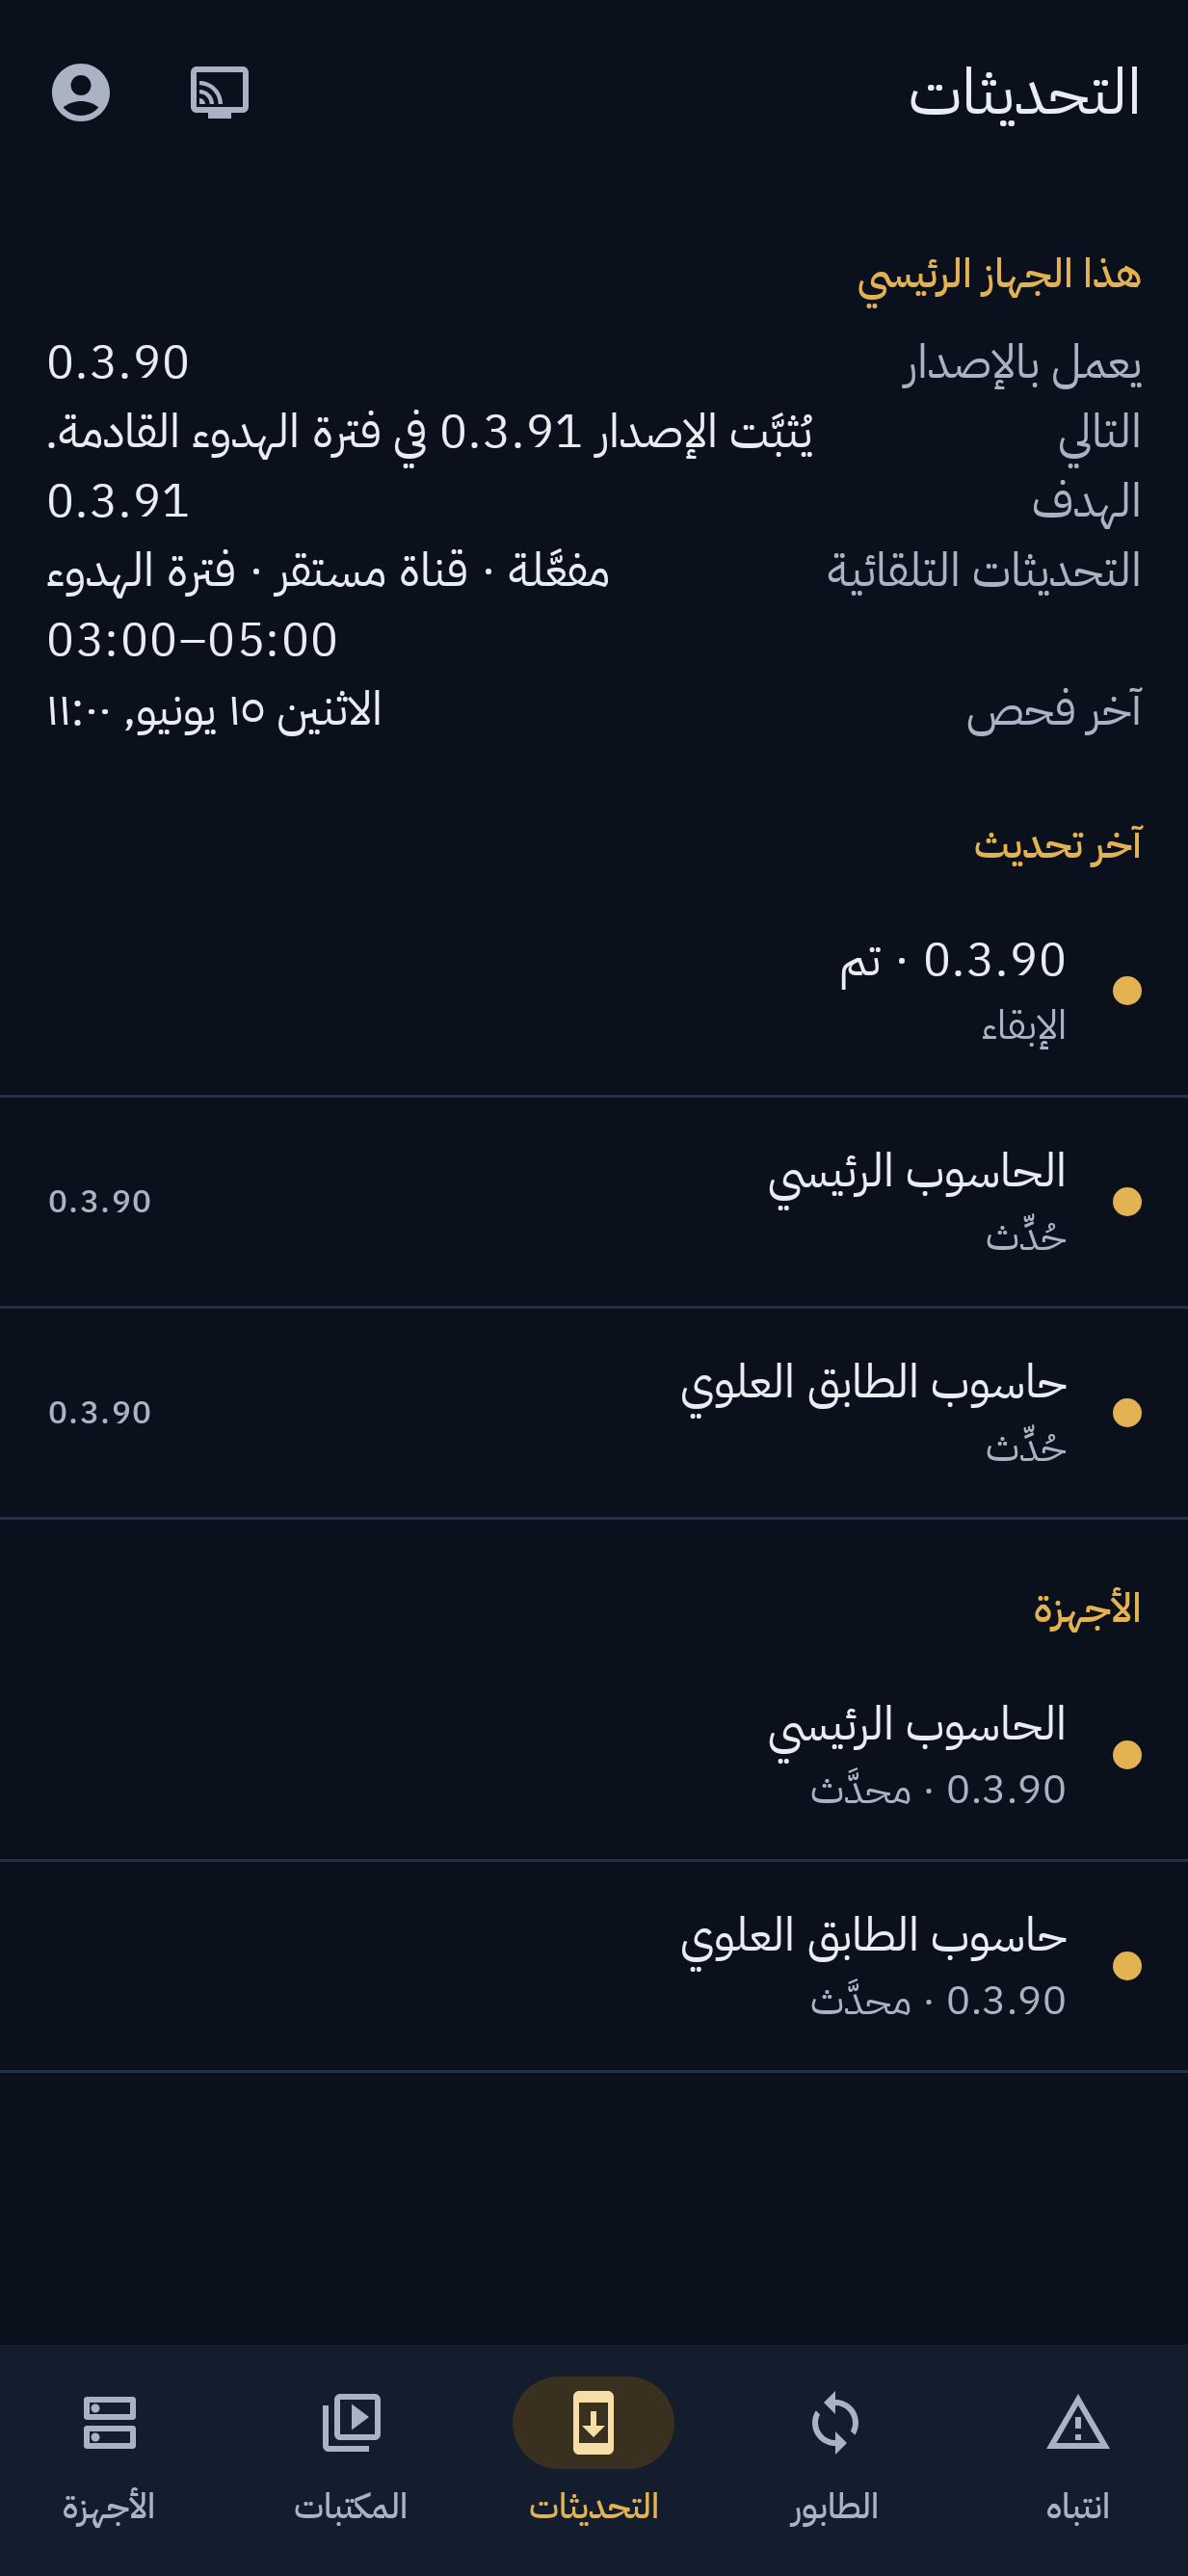 التحديثات
هذا الجهاز الرئيسي
يعمل بالإصدار 0.3.90
التالي يُثبَّت الإصدار 0.3.91 في فترة الهدوء القادمة.
الهدف 0.3.91
التحديثات التلقائية مفعَّلة · قناة مستقر · فترة الهدوء
03:00–05:00
آخر فحص الاثنين ١٥ يونيو, ١١:٠٠
آخر تحديث
0.3.90 · تم
الإبقاء
الحاسوب الرئيسي 0.3.90
حُدِّث
حاسوب الطابق العلوي 0.3.90
حُدِّث
الأجهزة
الحاسوب الرئيسي
0.3.90 · محدَّث
حاسوب الطابق العلوي
0.3.90 · محدَّث
انتباه الطابور التحديثات المكتبات الأجهزة